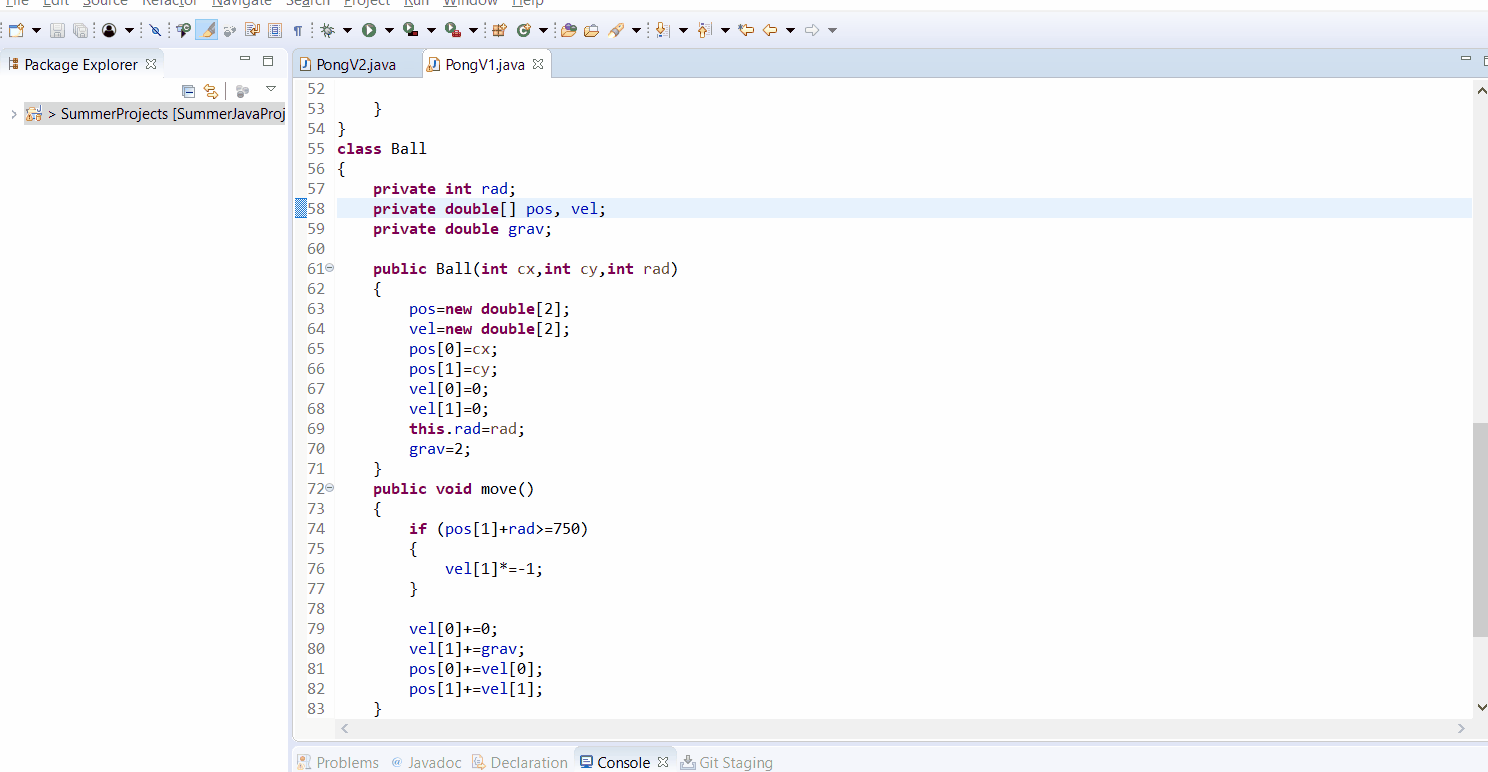 File Edit Source Refactor Navigate Search Project Run Window Help
Package Explorer
> SummerProjects [SummerJavaProj
PongV2.java PongV1.java
52
53 }
54 }
55 class Ball
56 {
57 private int rad;
58 private double[] pos, vel;
59 private double grav;
60
61 public Ball(int cx,int cy,int rad)
62 {
63 pos=new double[2];
64 vel=new double[2];
65 pos[0]=cx;
66 pos[1]=cy;
67 vel[0]=0;
68 vel[1]=0;
69 this.rad=rad;
70 grav=2;
71 }
72 public void move()
73 {
74 if (pos[1]+rad>=750)
75 {
76 vel[1]*=-1;
77 }
78
79 vel[0]+=0;
80 vel[1]+=grav;
81 pos[0]+=vel[0];
82 pos[1]+=vel[1];
83 }
Problems @ Javadoc Declaration Console Git Staging